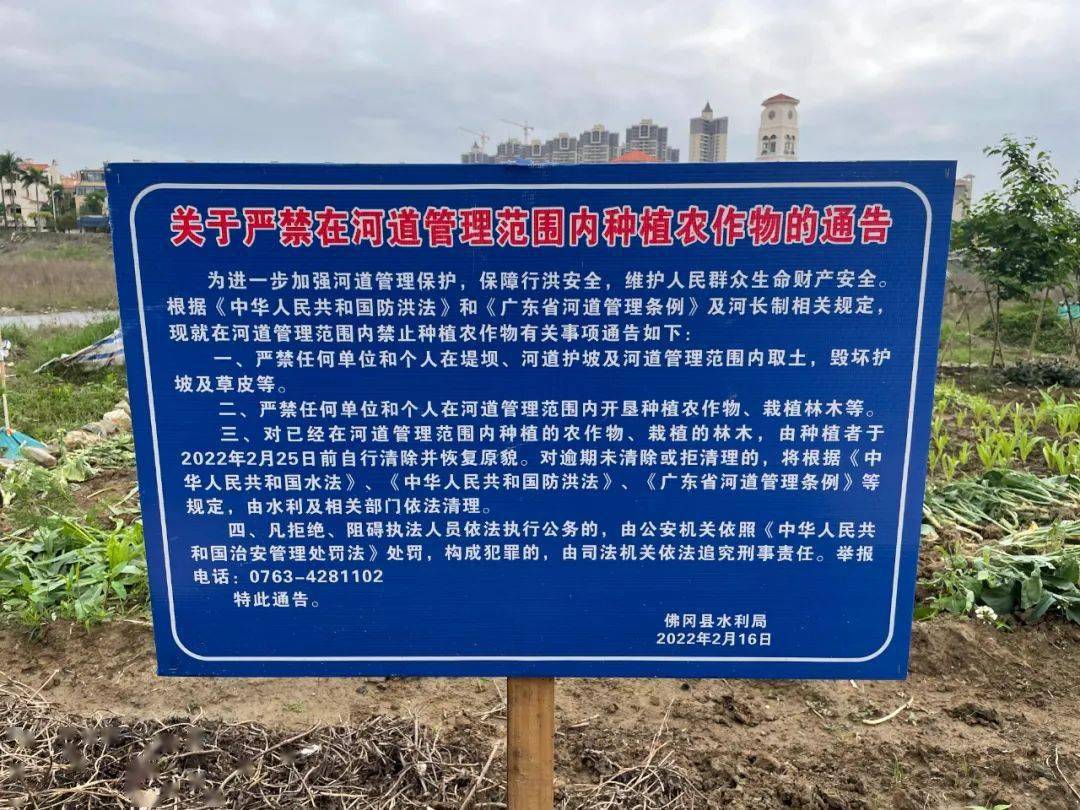 关于严禁在河道管理范围内种植农作物的通告
为进一步加强河道管理保护，保障行洪安全，维护人民群众生命财产安全。
根据《中华人民共和国防洪法》和《广东省河道管理条例》及河长制相关规定，
现就在河道管理范围内禁止种植农作物有关事项通告如下：
一、严禁任何单位和个人在堤坝、河道护坡及河道管理范围内取土，毁坏护
坡及草皮等。
二、严禁任何单位和个人在河道管理范围内开垦种植农作物、栽植林木等。
三、对已经在河道管理范围内种植的农作物、栽植的林木，由种植者于
2022年2月25日前自行清除并恢复原貌。对逾期未清除或拒清理的，将根据《中
华人民共和国水法》、《中华人民共和国防洪法》、《广东省河道管理条例》等
规定，由水利及相关部门依法清理。
四、凡拒绝、阻碍执法人员依法执行公务的，由公安机关依照《中华人民共
和国治安管理处罚法》处罚，构成犯罪的，由司法机关依法追究刑事责任。举报
电话：0763-4281102
特此通告。
佛冈县水利局
2022年2月16日